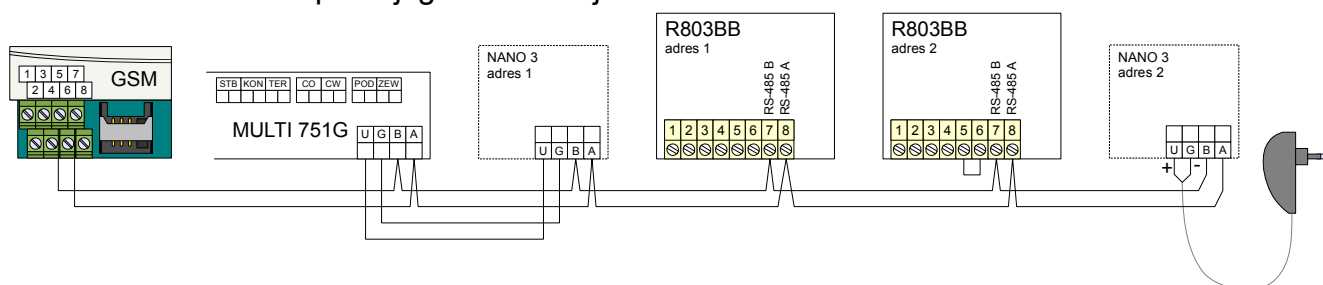 GSM
1 3 5 7
2 4 6 8
STB KON TER CO CW POD ZEW
MULTI 751G
U G B A
NANO 3
adres 1
U G B A
R803BB
adres 1
RS-485 B
RS-485 A
1 2 3 4 5 6 7 8
R803BB
adres 2
RS-485 B
RS-485 A
1 2 3 4 5 6 7 8
NANO 3
adres 2
U G B A
+ -